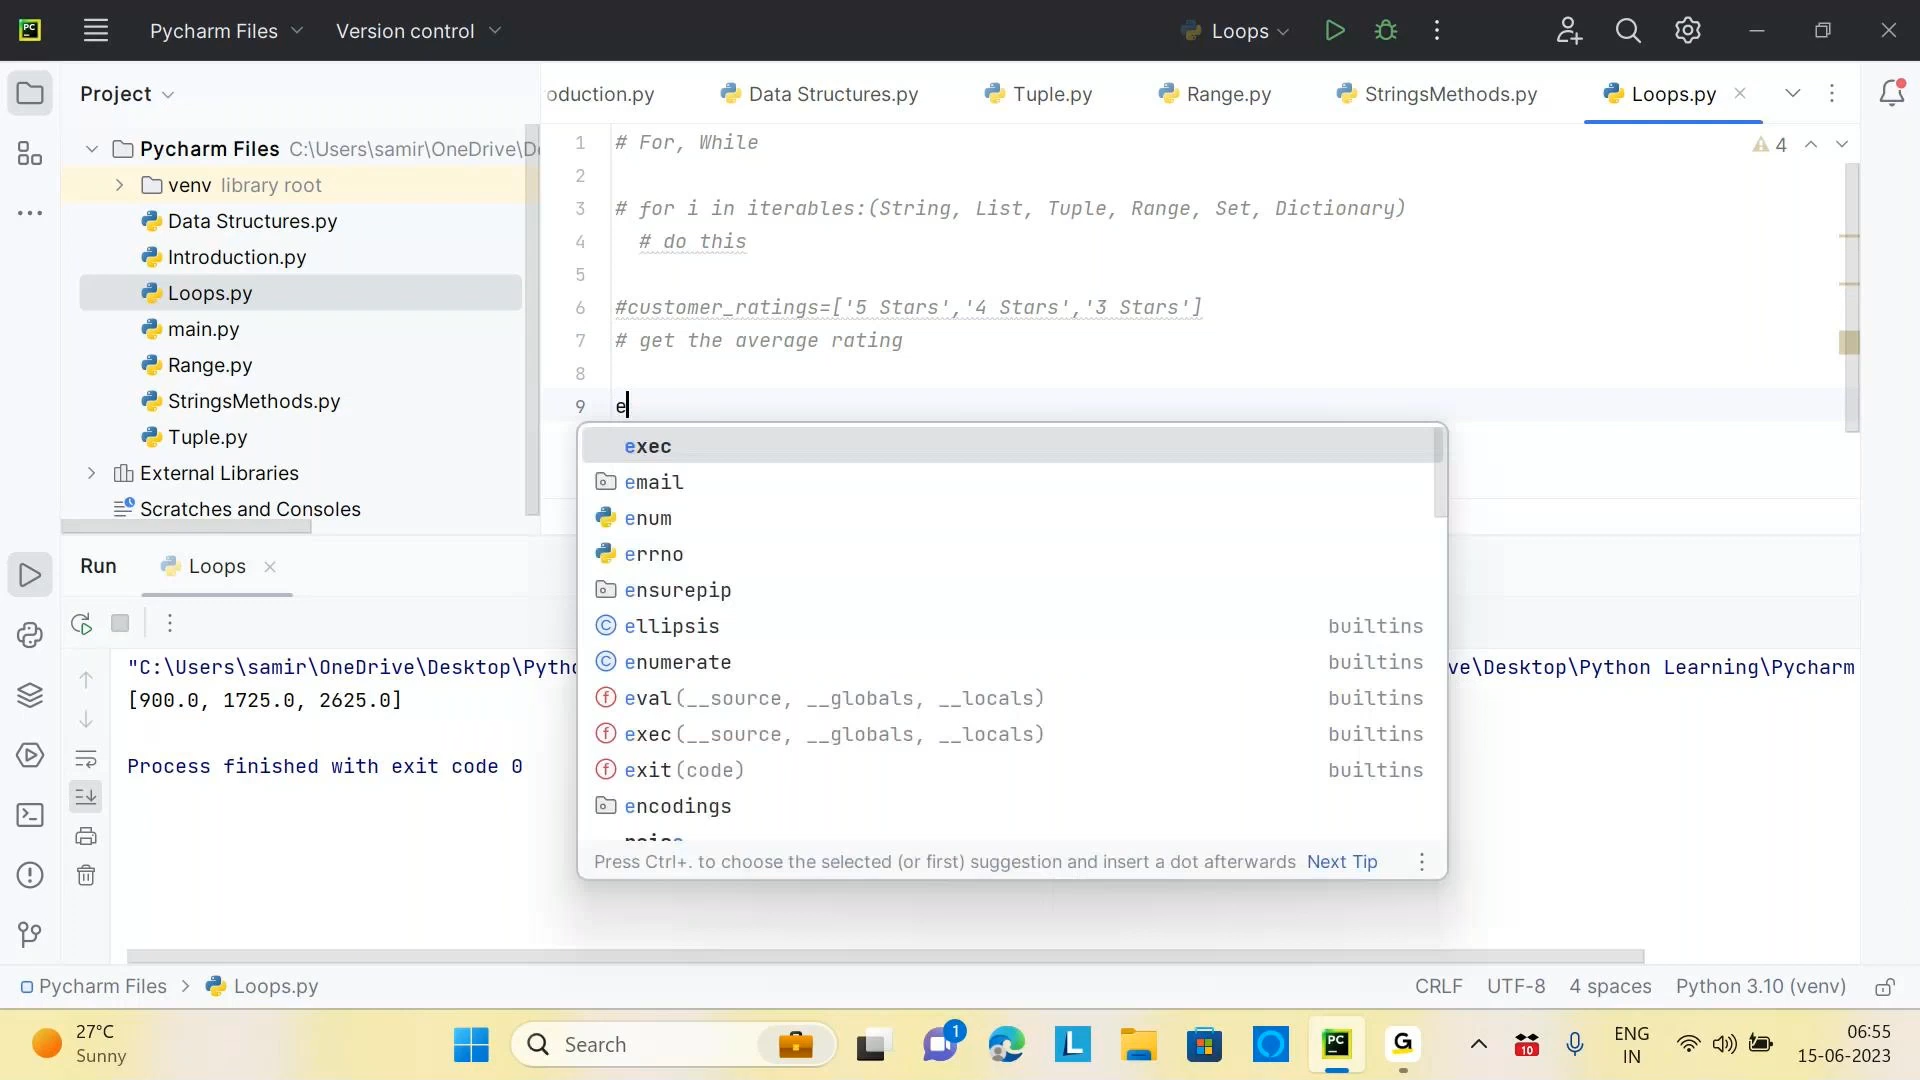 Pycharm Files
Version control
Loops
Project
oduction.py
Data Structures.py
Tuple.py
Range.py
StringsMethods.py
Loops.py
Pycharm Files C:\Users\samir\OneDrive\D
venv library root
Data Structures.py
Introduction.py
Loops.py
main.py
Range.py
StringsMethods.py
Tuple.py
External Libraries
Scratches and Consoles
1 # For, While
2
3 # for i in iterables:(String, List, Tuple, Range, Set, Dictionary)
4 # do this
5
6 #customer_ratings=['5 Stars','4 Stars','3 Stars']
7 # get the average rating
8
9 e
4
exec
email
enum
errno
ensurepip
ellipsis builtins
enumerate builtins
eval(__source, __globals, __locals) builtins
exec(__source, __globals, __locals) builtins
exit(code) builtins
encodings
Press Ctrl+. to choose the selected (or first) suggestion and insert a dot afterwards Next Tip
Run
Loops
"C:\Users\samir\OneDrive\Desktop\Pytho
ve\Desktop\Python Learning\Pycharm
[900.0, 1725.0, 2625.0]
Process finished with exit code 0
Pycharm Files > Loops.py
CRLF UTF-8 4 spaces Python 3.10 (venv)
27°C
Sunny
Search
1
L
PC
G
10
ENG
IN
06:55
15-06-2023